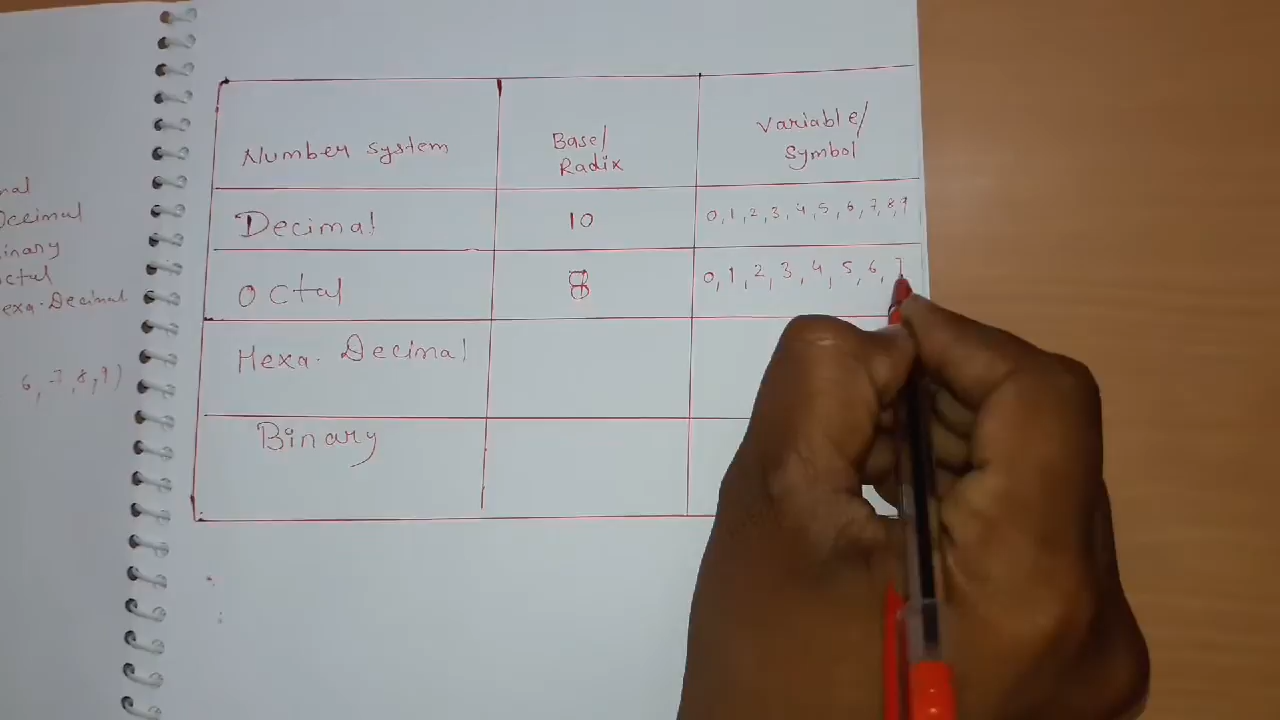 nal
Decimal
inary
octal
exa. Decimal
6, 7, 8, 9)
Number system
Base/
Radix
Variable/
Symbol
Decimal
10
0, 1, 2, 3, 4, 5, 6, 7, 8, 9
Octal
8
0, 1, 2, 3, 4, 5, 6, 7
Hexa. Decimal
Binary